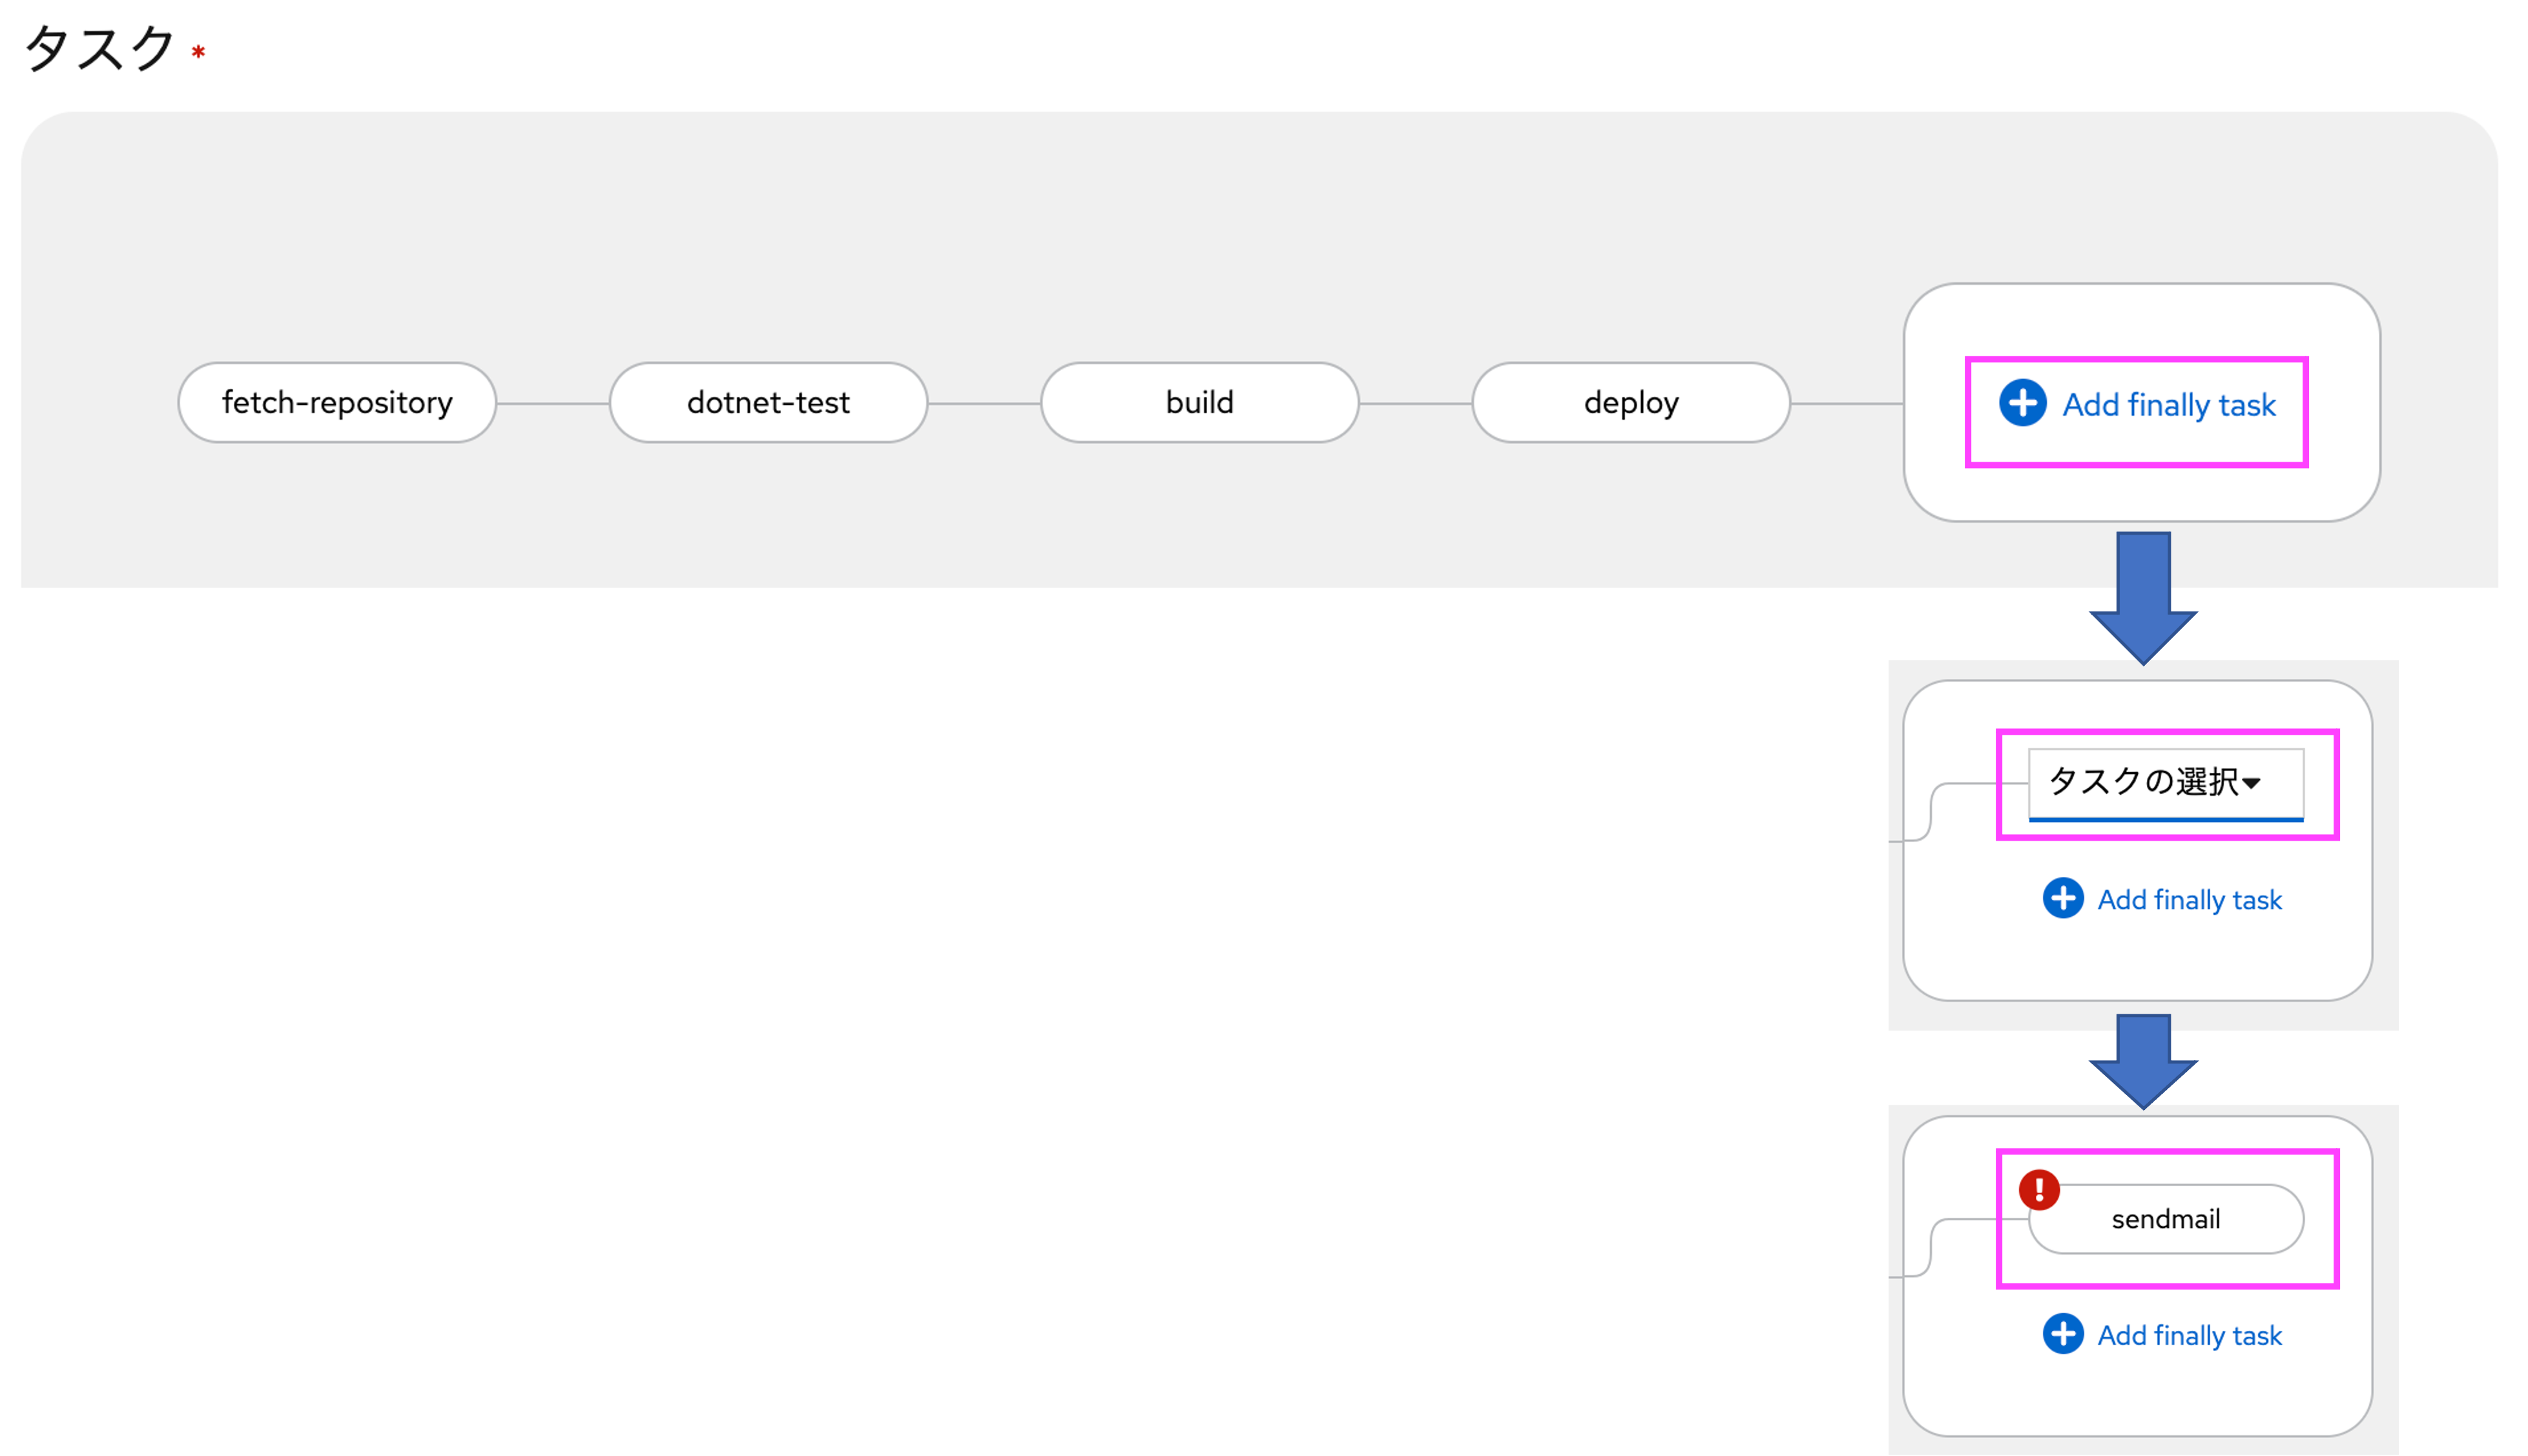 タスク *
fetch-repository
dotnet-test
build
deploy
Add finally task
タスクの選択
Add finally task
sendmail
Add finally task